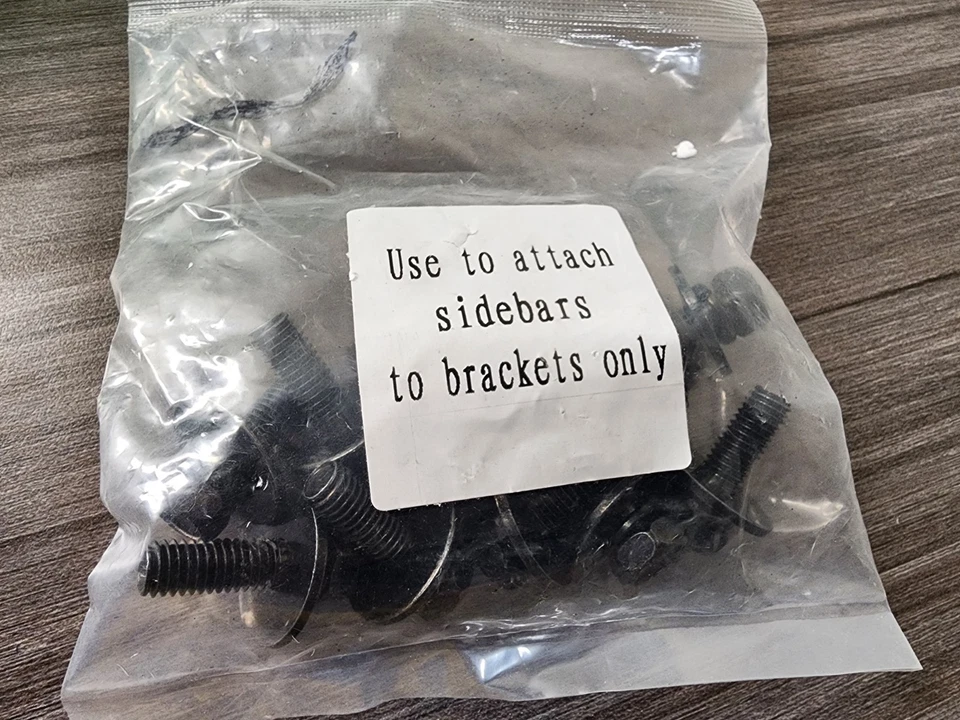 Use to attach
sidebars
to brackets only